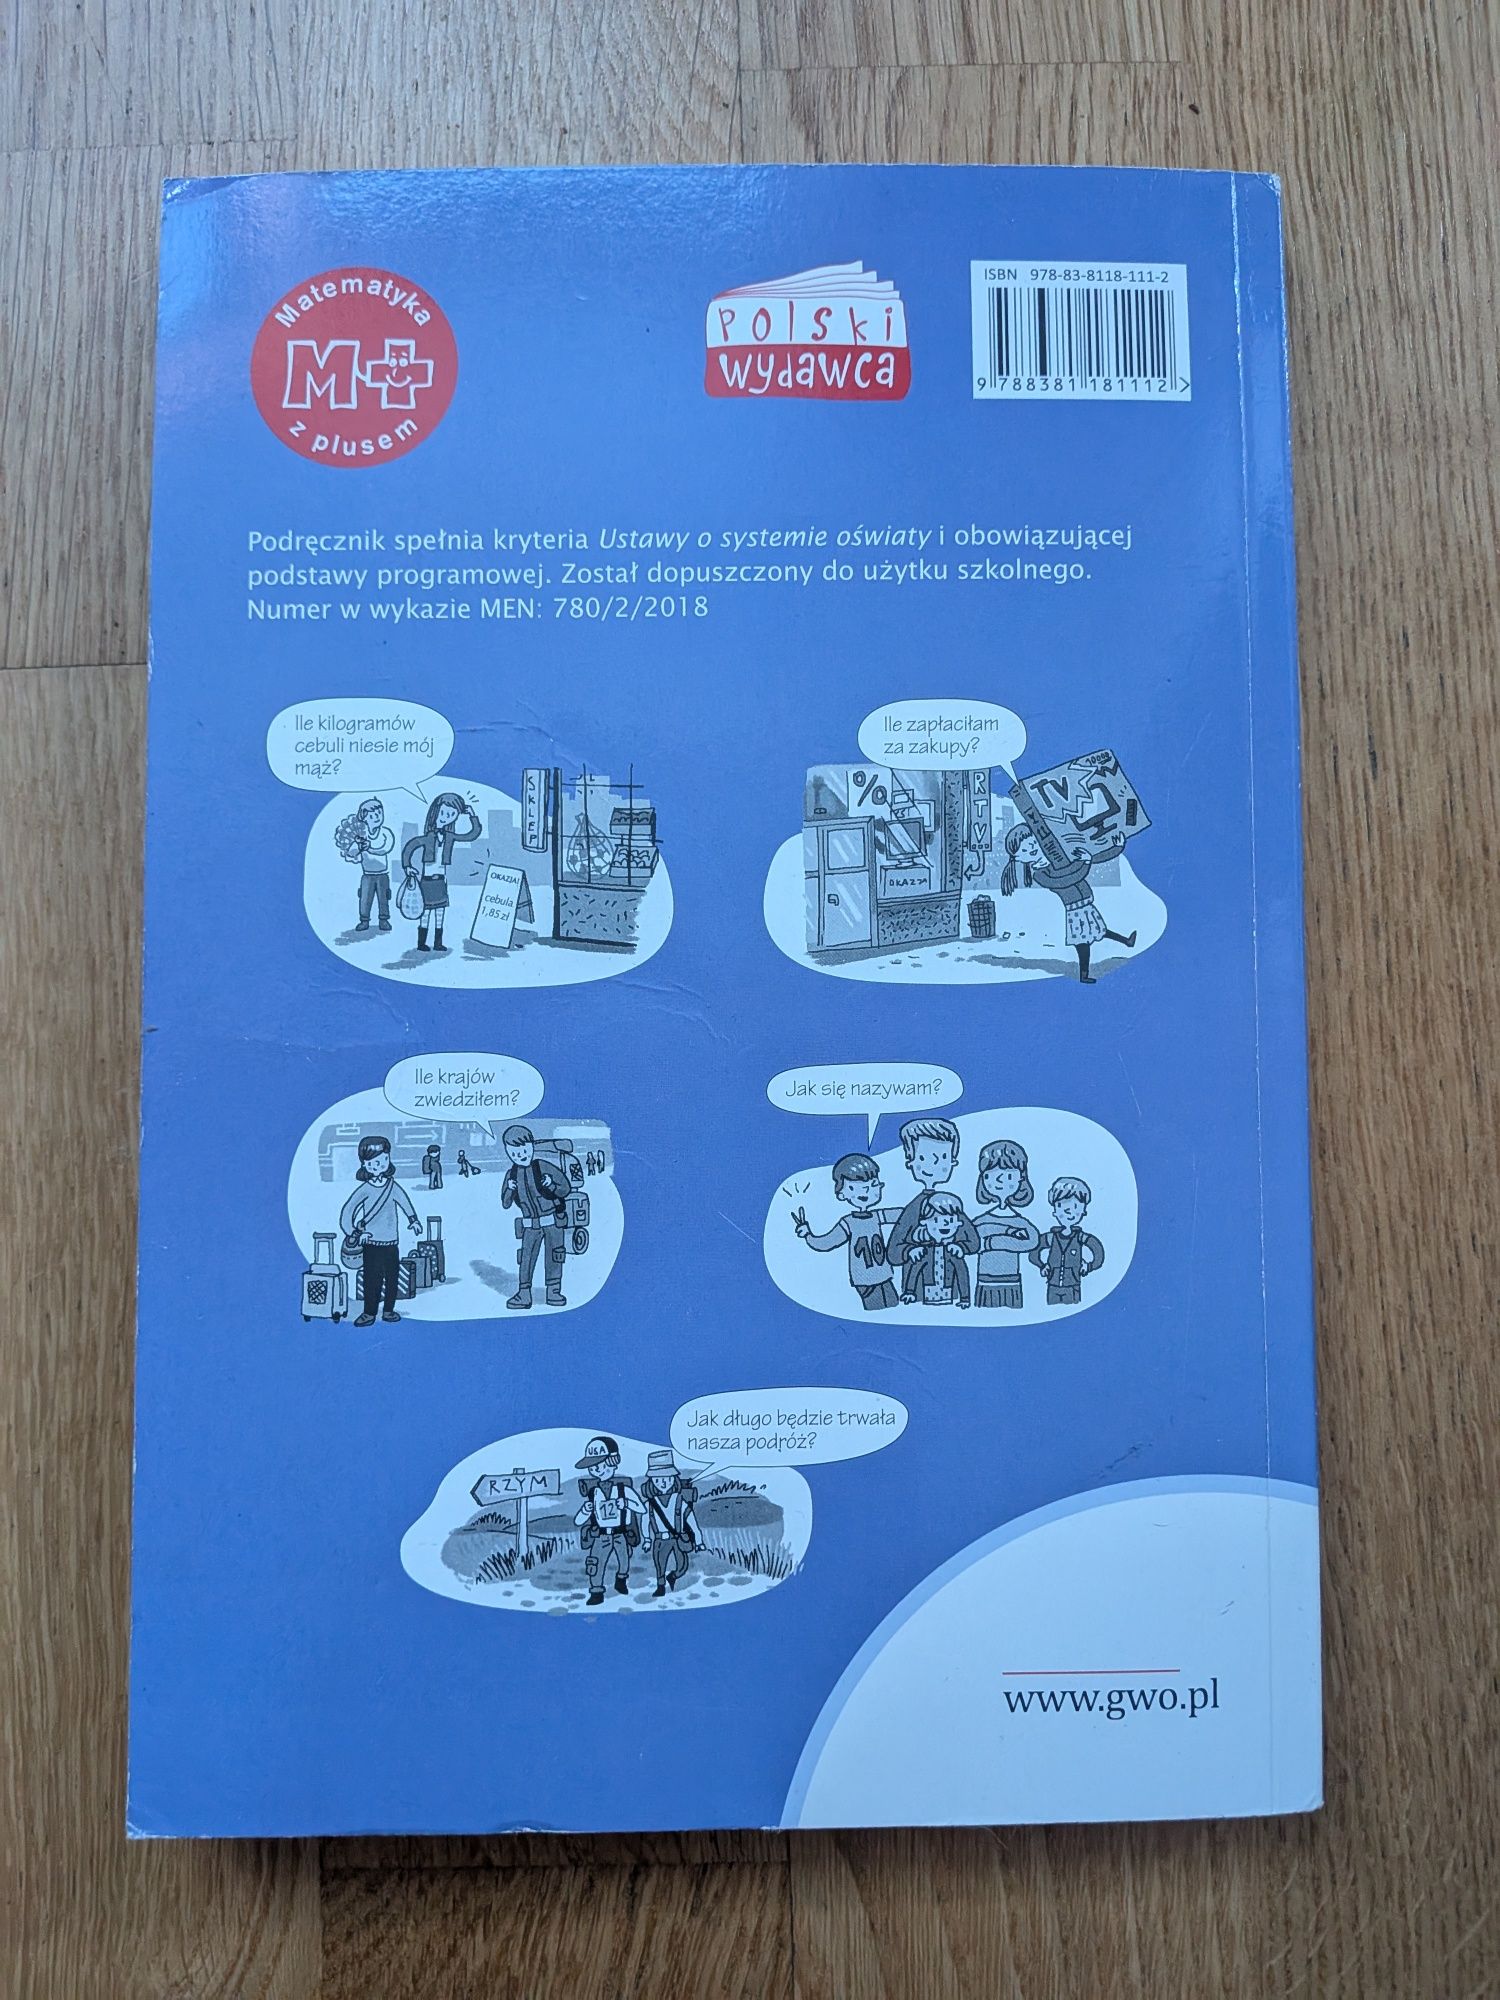 Matematyka
M+
z plusem
Polski
wydawca
ISBN 978-83-8118-111-2
9 788381 181112 >
Podręcznik spełnia kryteria Ustawy o systemie oświaty i obowiązującej
podstawy programowej. Został dopuszczony do użytku szkolnego.
Numer w wykazie MEN: 780/2/2018
Ile kilogramów
cebuli niesie mój
mąż?
SKLEP
OKAZJA!
cebula
1,85 zł
Ile zapłaciłam
za zakupy?
%
RTV
OKAZJA
TV
10000
Ile krajów
zwiedziłem?
Jak się nazywam?
10
Jak długo będzie trwała
nasza podróż?
USA
RZYM
12
www.gwo.pl